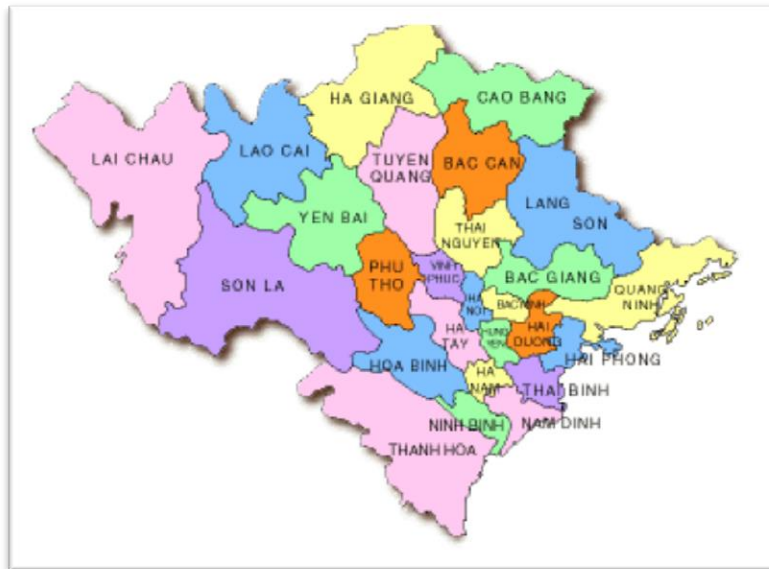 HA GIANG
CAO BANG
LAI CHAU
LAO CAI
TUYEN
QUANG
BAC CAN
LANG
SON
YEN BAI
THAI
NGUYEN
PHU
THO
VINH
PHUC
BAC GIANG
SON LA
QUANG
NINH
HA
NOI
BAC NINH
HA
TAY
HUNG
YEN
HAI
DUONG
HAI PHONG
HOA BINH
HA
NAM
THAI BINH
NINH BINH
NAM DINH
THANH HOA